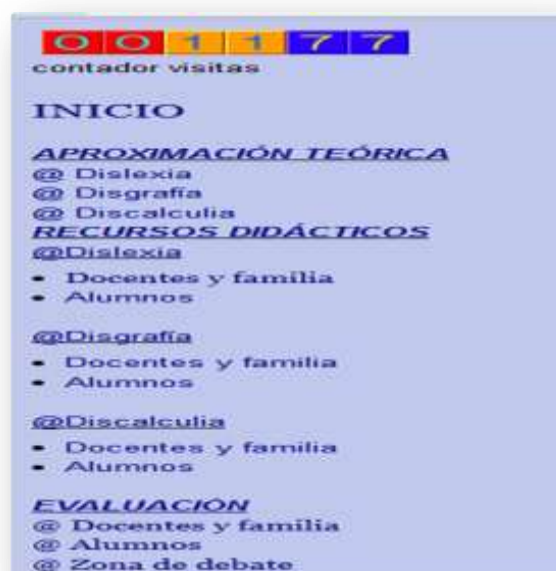 001177
contador visitas
INICIO
APROXIMACIÓN TEÓRICA
@ Dislexia
@ Disgrafía
@ Discalculia
RECURSOS DIDÁCTICOS
@Dislexia
• Docentes y familia
• Alumnos
@Disgrafía
• Docentes y familia
• Alumnos
@Discalculia
• Docentes y familia
• Alumnos
EVALUACIÓN
@ Docentes y familia
@ Alumnos
@ Zona de debate